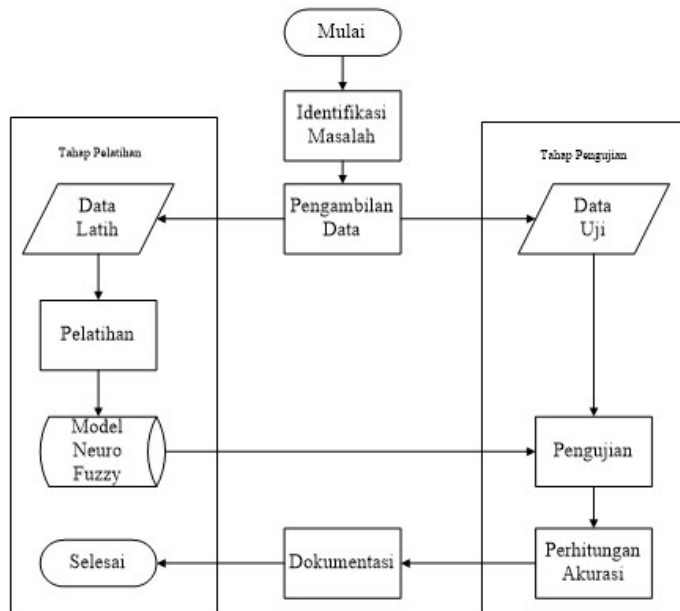 Mulai
Identifikasi
Masalah
Tahap Pelatihan
Tahap Pengujian
Data
Latih
Pengambilan
Data
Data
Uji
Pelatihan
Model
Neuro
Fuzzy
Pengujian
Selesai
Dokumentasi
Perhitungan
Akurasi